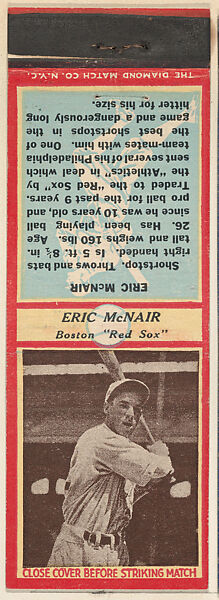 THE DIAMOND MATCH CO. N.Y.C.
ERIC McNAIR
Shortstop. Throws and bats
right handed. Is 5 ft. 8½ in.
tall and weighs 160 lbs. Age
26. Has been playing ball
since he was 10 years old, and
pro ball for the past 9 years.
Traded to the "Red Sox" by
the "Athletics" in deal which
sent several of his Philadelphia
team-mates with him. One of
the best shortstops in the
game and a dangerously long
hitter for his size.
ERIC McNAIR
Boston "Red Sox"
CLOSE COVER BEFORE STRIKING MATCH